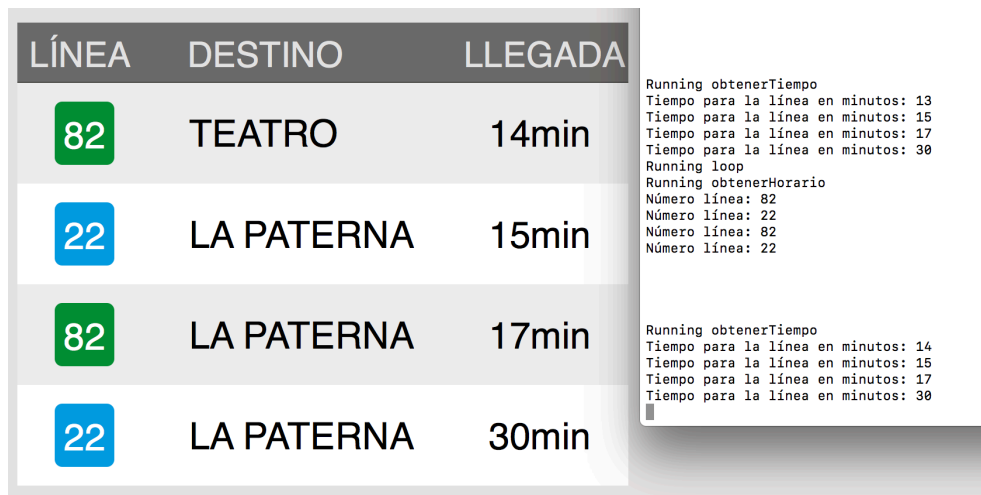 LÍNEA DESTINO LLEGADA
82 TEATRO 14min
22 LA PATERNA 15min
82 LA PATERNA 17min
22 LA PATERNA 30min
Running obtenerTiempo
Tiempo para la línea en minutos: 13
Tiempo para la línea en minutos: 15
Tiempo para la línea en minutos: 17
Tiempo para la línea en minutos: 30
Running loop
Running obtenerHorario
Número línea: 82
Número línea: 22
Número línea: 82
Número línea: 22
Running obtenerTiempo
Tiempo para la línea en minutos: 14
Tiempo para la línea en minutos: 15
Tiempo para la línea en minutos: 17
Tiempo para la línea en minutos: 30